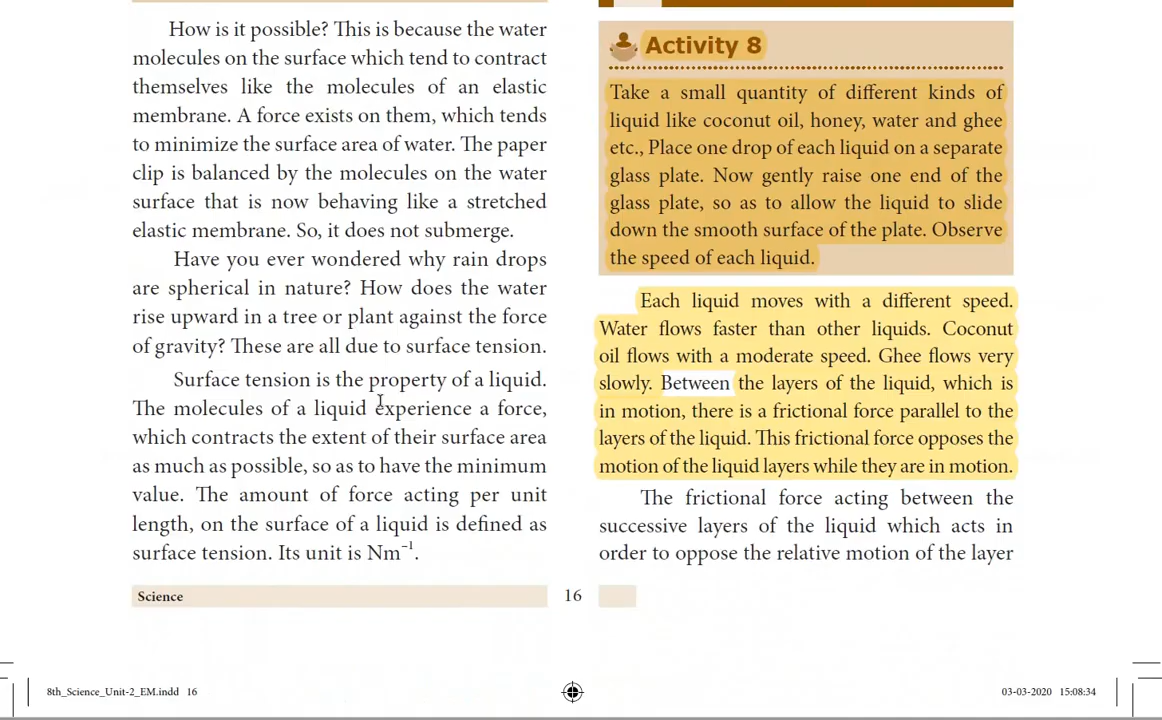 How is it possible? This is because the water
molecules on the surface which tend to contract
themselves like the molecules of an elastic
membrane. A force exists on them, which tends
to minimize the surface area of water. The paper
clip is balanced by the molecules on the water
surface that is now behaving like a stretched
elastic membrane. So, it does not submerge.
Have you ever wondered why rain drops
are spherical in nature? How does the water
rise upward in a tree or plant against the force
of gravity? These are all due to surface tension.
Surface tension is the property of a liquid.
The molecules of a liquid experience a force,
which contracts the extent of their surface area
as much as possible, so as to have the minimum
value. The amount of force acting per unit
length, on the surface of a liquid is defined as
surface tension. Its unit is Nm⁻¹.
Activity 8
Take a small quantity of different kinds of
liquid like coconut oil, honey, water and ghee
etc., Place one drop of each liquid on a separate
glass plate. Now gently raise one end of the
glass plate, so as to allow the liquid to slide
down the smooth surface of the plate. Observe
the speed of each liquid.
Each liquid moves with a different speed.
Water flows faster than other liquids. Coconut
oil flows with a moderate speed. Ghee flows very
slowly. Between the layers of the liquid, which is
in motion, there is a frictional force parallel to the
layers of the liquid. This frictional force opposes the
motion of the liquid layers while they are in motion.
The frictional force acting between the
successive layers of the liquid which acts in
order to oppose the relative motion of the layer
Science
16
8th_Science_Unit-2_EM.indd 16
03-03-2020 15:08:34